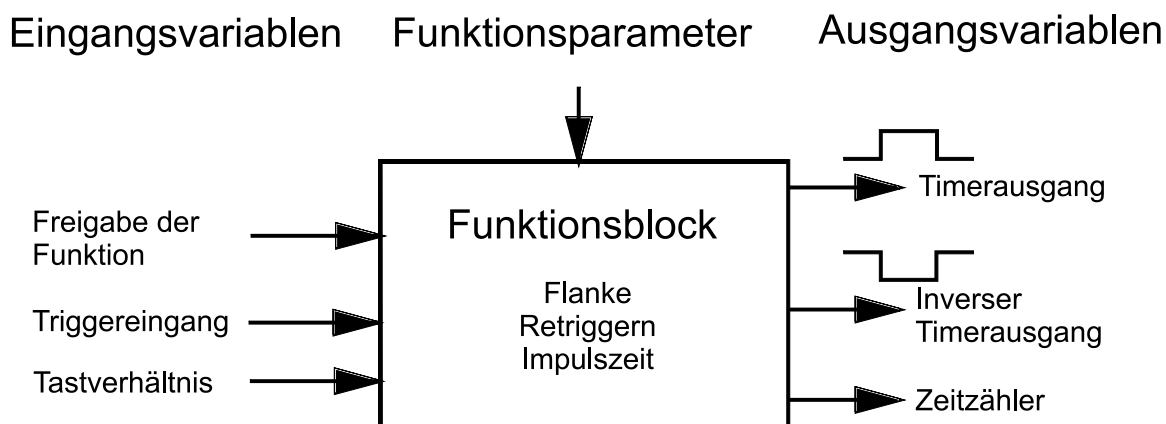 Eingangsvariablen
Funktionsparameter
Ausgangsvariablen
Freigabe der
Funktion
Triggereingang
Tastverhältnis
Funktionsblock
Flanke
Retriggern
Impulszeit
Timerausgang
Inverser
Timerausgang
Zeitzähler